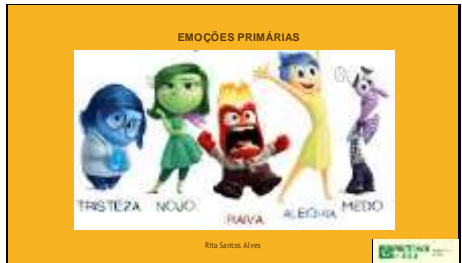 EMOÇÕES PRIMÁRIAS
TRISTEZA NOJO RAIVA ALEGRIA MEDO
Rita Santos Alves